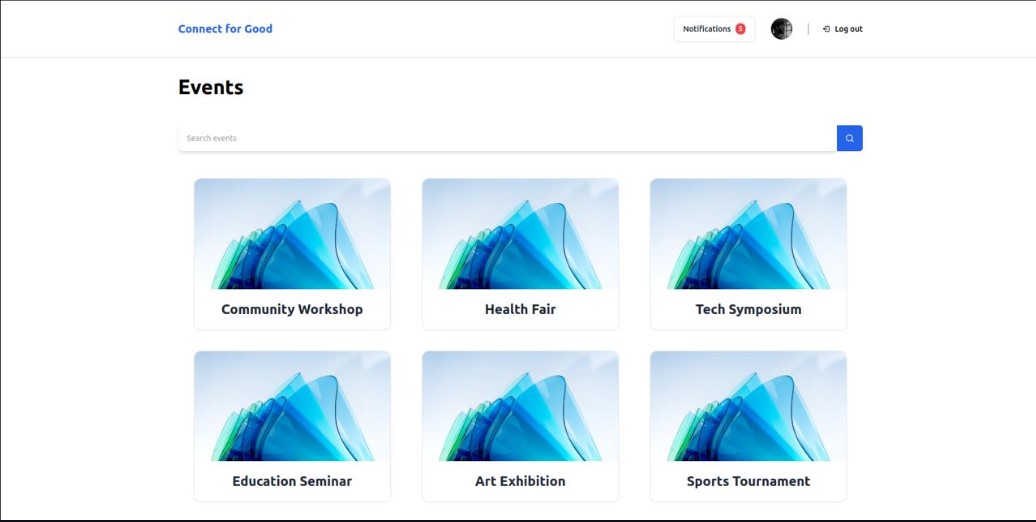 Connect for Good
Notifications 5
Log out
Events
Search events
Community Workshop
Health Fair
Tech Symposium
Education Seminar
Art Exhibition
Sports Tournament